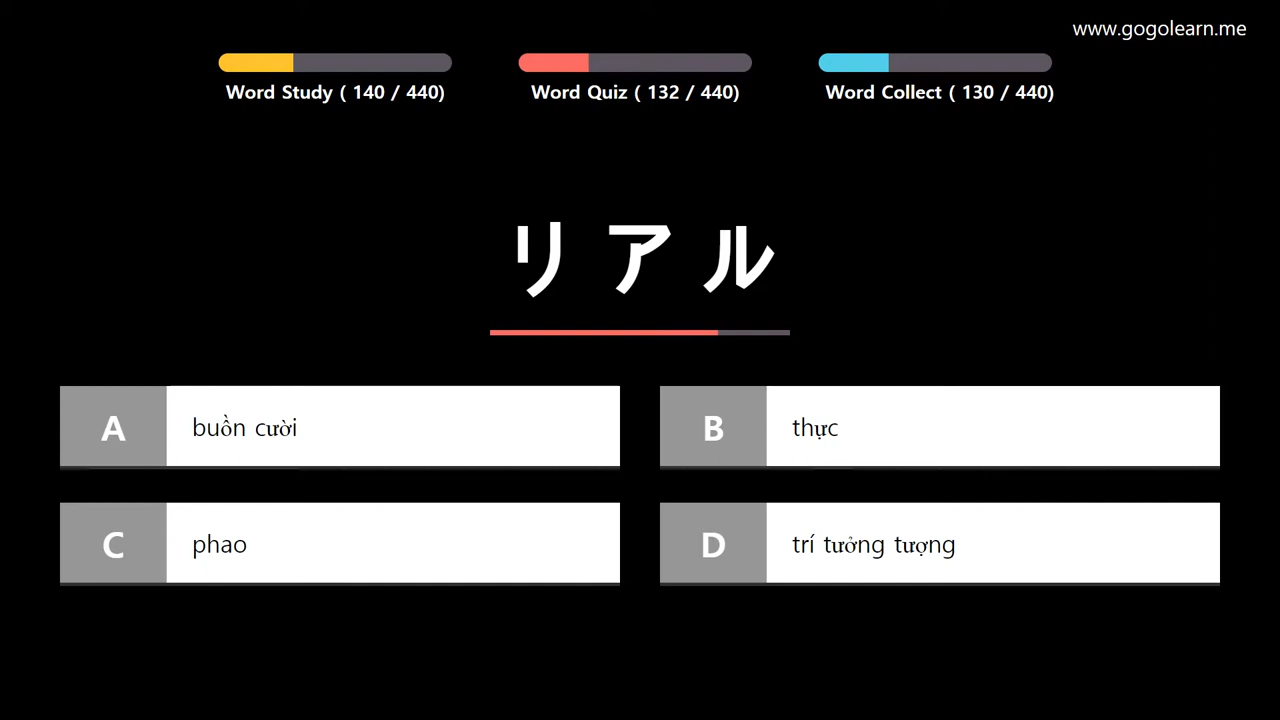 www.gogolearn.me
Word Study ( 140 / 440)
Word Quiz ( 132 / 440)
Word Collect ( 130 / 440)
リアル
A buồn cười
B thực
C phao
D trí tưởng tượng